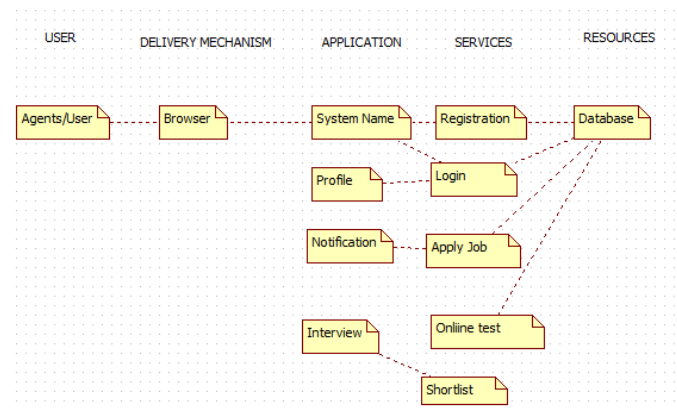 USER
DELIVERY MECHANISM
APPLICATION
SERVICES
RESOURCES
Agents/User
Browser
System Name
Registration
Database
Profile
Login
Notification
Apply Job
Interview
Onliine test
Shortlist